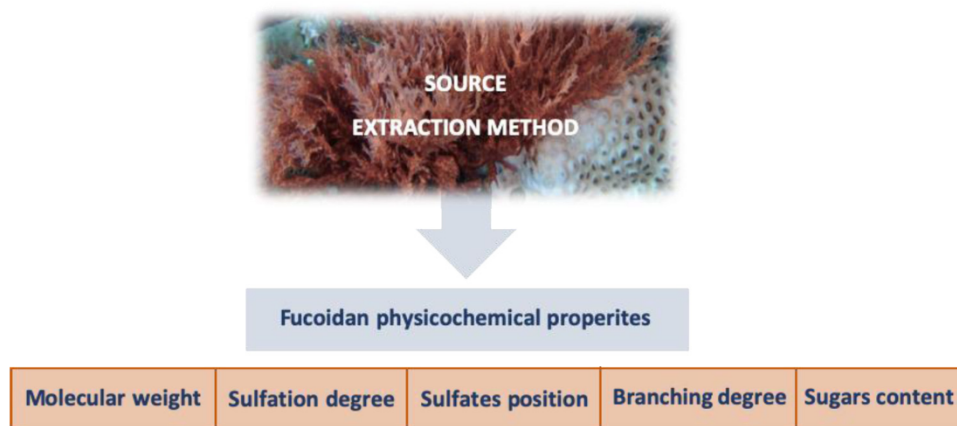 SOURCE
EXTRACTION METHOD
Fucoidan physicochemical properites
Molecular weight
Sulfation degree
Sulfates position
Branching degree
Sugars content